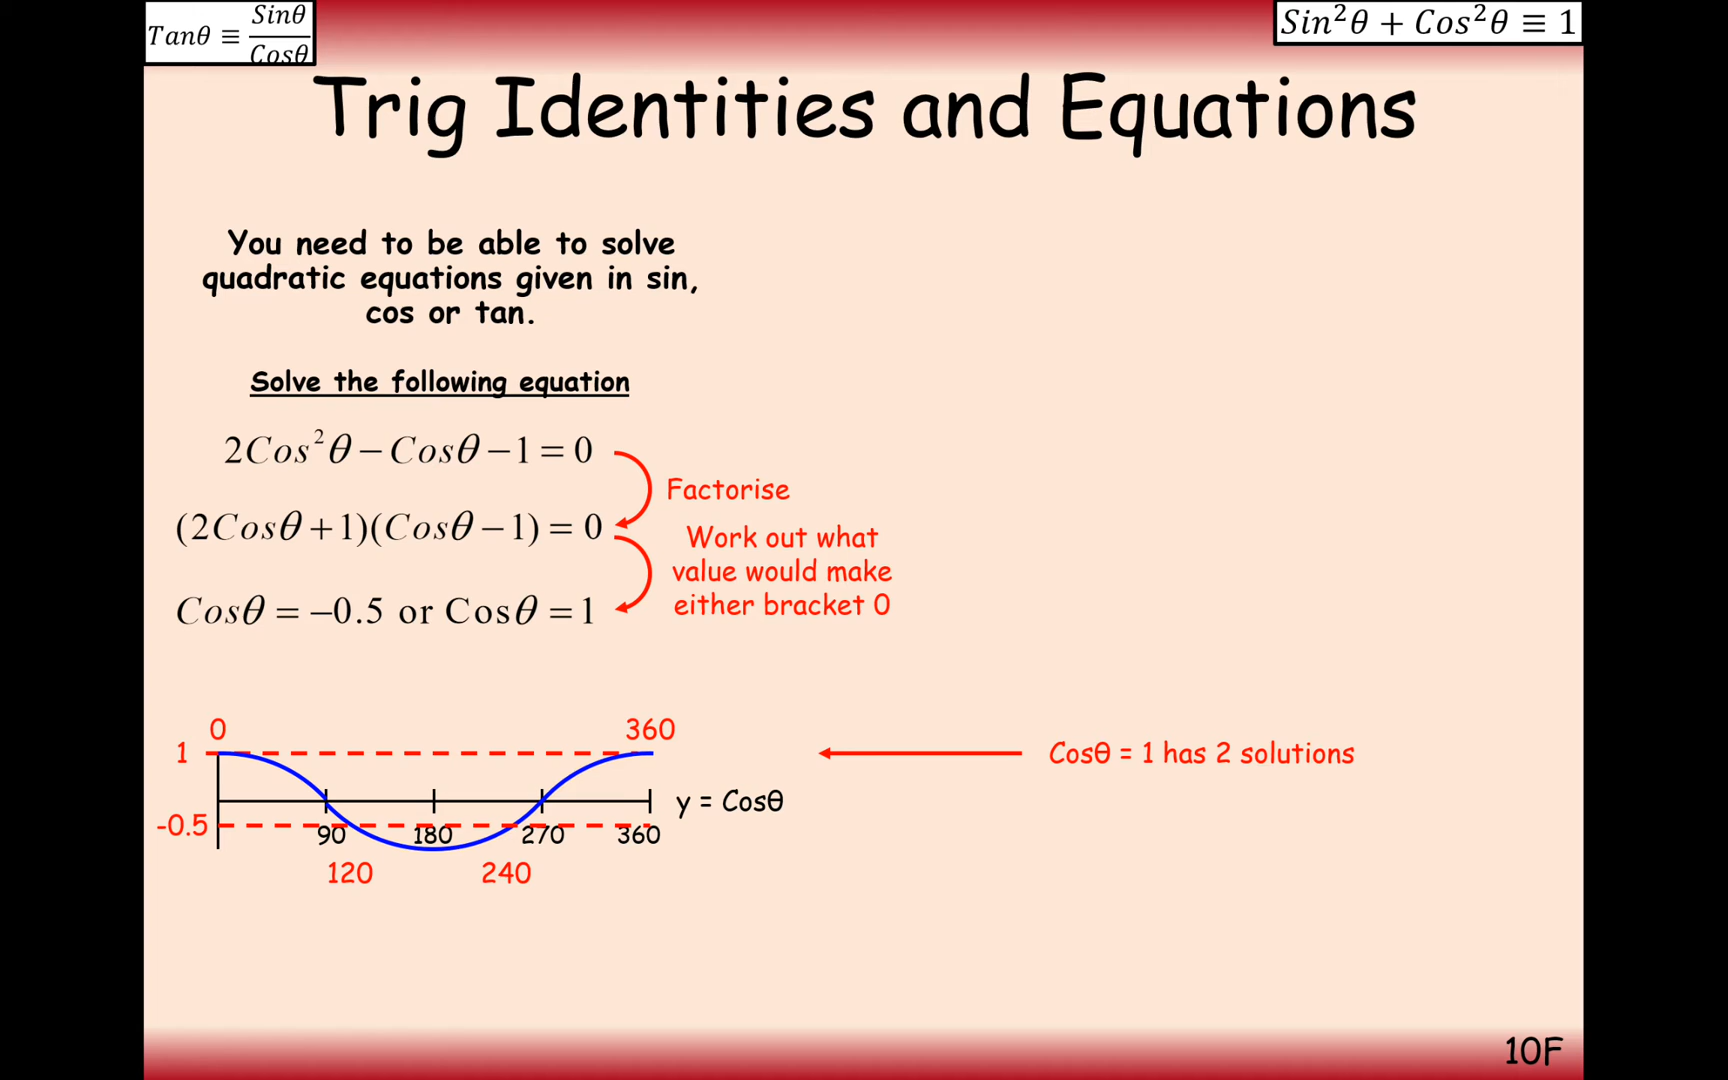 Tanθ ≡ Sinθ/Cosθ
Sin²θ + Cos²θ ≡ 1
Trig Identities and Equations
You need to be able to solve
quadratic equations given in sin,
cos or tan.
Solve the following equation
2Cos²θ − Cosθ − 1 = 0
Factorise
(2Cosθ + 1)(Cosθ − 1) = 0
Work out what
value would make
either bracket 0
Cosθ = −0.5 or Cosθ = 1
0 360
1
Cosθ = 1 has 2 solutions
y = Cosθ
-0.5
90 180 270 360
120 240
10F